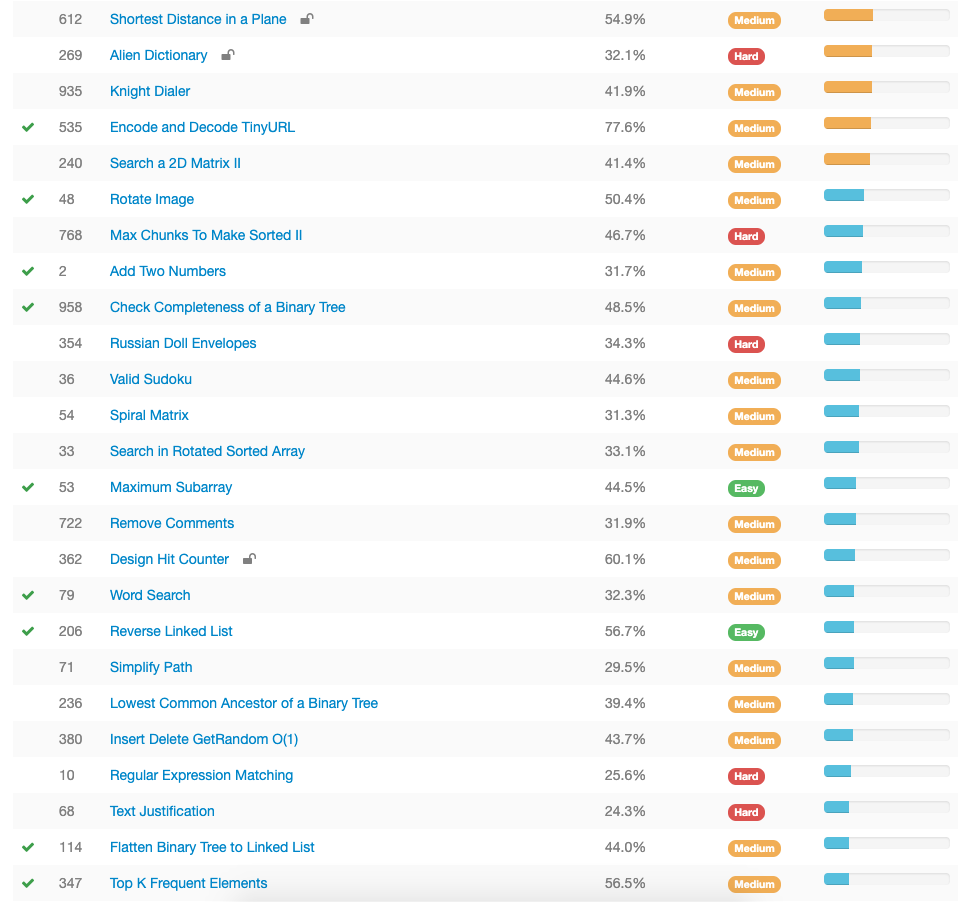 612 Shortest Distance in a Plane 54.9% Medium
269 Alien Dictionary 32.1% Hard
935 Knight Dialer 41.9% Medium
535 Encode and Decode TinyURL 77.6% Medium
240 Search a 2D Matrix II 41.4% Medium
48 Rotate Image 50.4% Medium
768 Max Chunks To Make Sorted II 46.7% Hard
2 Add Two Numbers 31.7% Medium
958 Check Completeness of a Binary Tree 48.5% Medium
354 Russian Doll Envelopes 34.3% Hard
36 Valid Sudoku 44.6% Medium
54 Spiral Matrix 31.3% Medium
33 Search in Rotated Sorted Array 33.1% Medium
53 Maximum Subarray 44.5% Easy
722 Remove Comments 31.9% Medium
362 Design Hit Counter 60.1% Medium
79 Word Search 32.3% Medium
206 Reverse Linked List 56.7% Easy
71 Simplify Path 29.5% Medium
236 Lowest Common Ancestor of a Binary Tree 39.4% Medium
380 Insert Delete GetRandom O(1) 43.7% Medium
10 Regular Expression Matching 25.6% Hard
68 Text Justification 24.3% Hard
114 Flatten Binary Tree to Linked List 44.0% Medium
347 Top K Frequent Elements 56.5% Medium